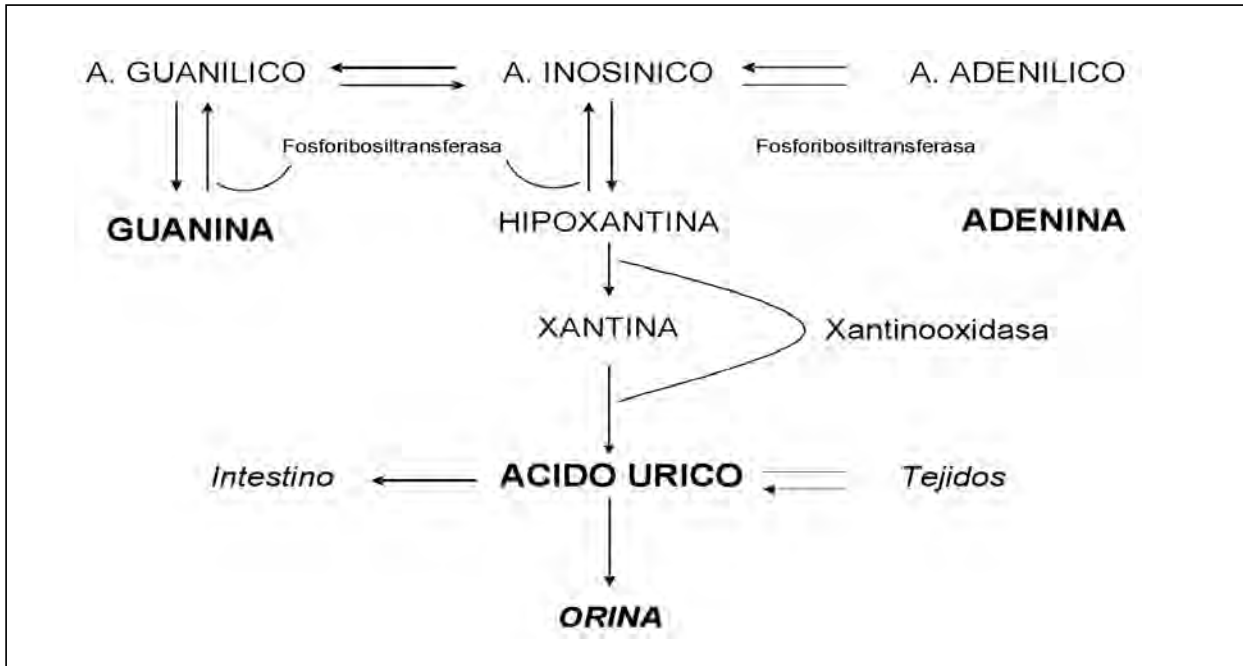 A. GUANILICO A. INOSINICO A. ADENILICO
Fosforibosiltransferasa Fosforibosiltransferasa
GUANINA HIPOXANTINA ADENINA
XANTINA Xantinooxidasa
Intestino ACIDO URICO Tejidos
ORINA